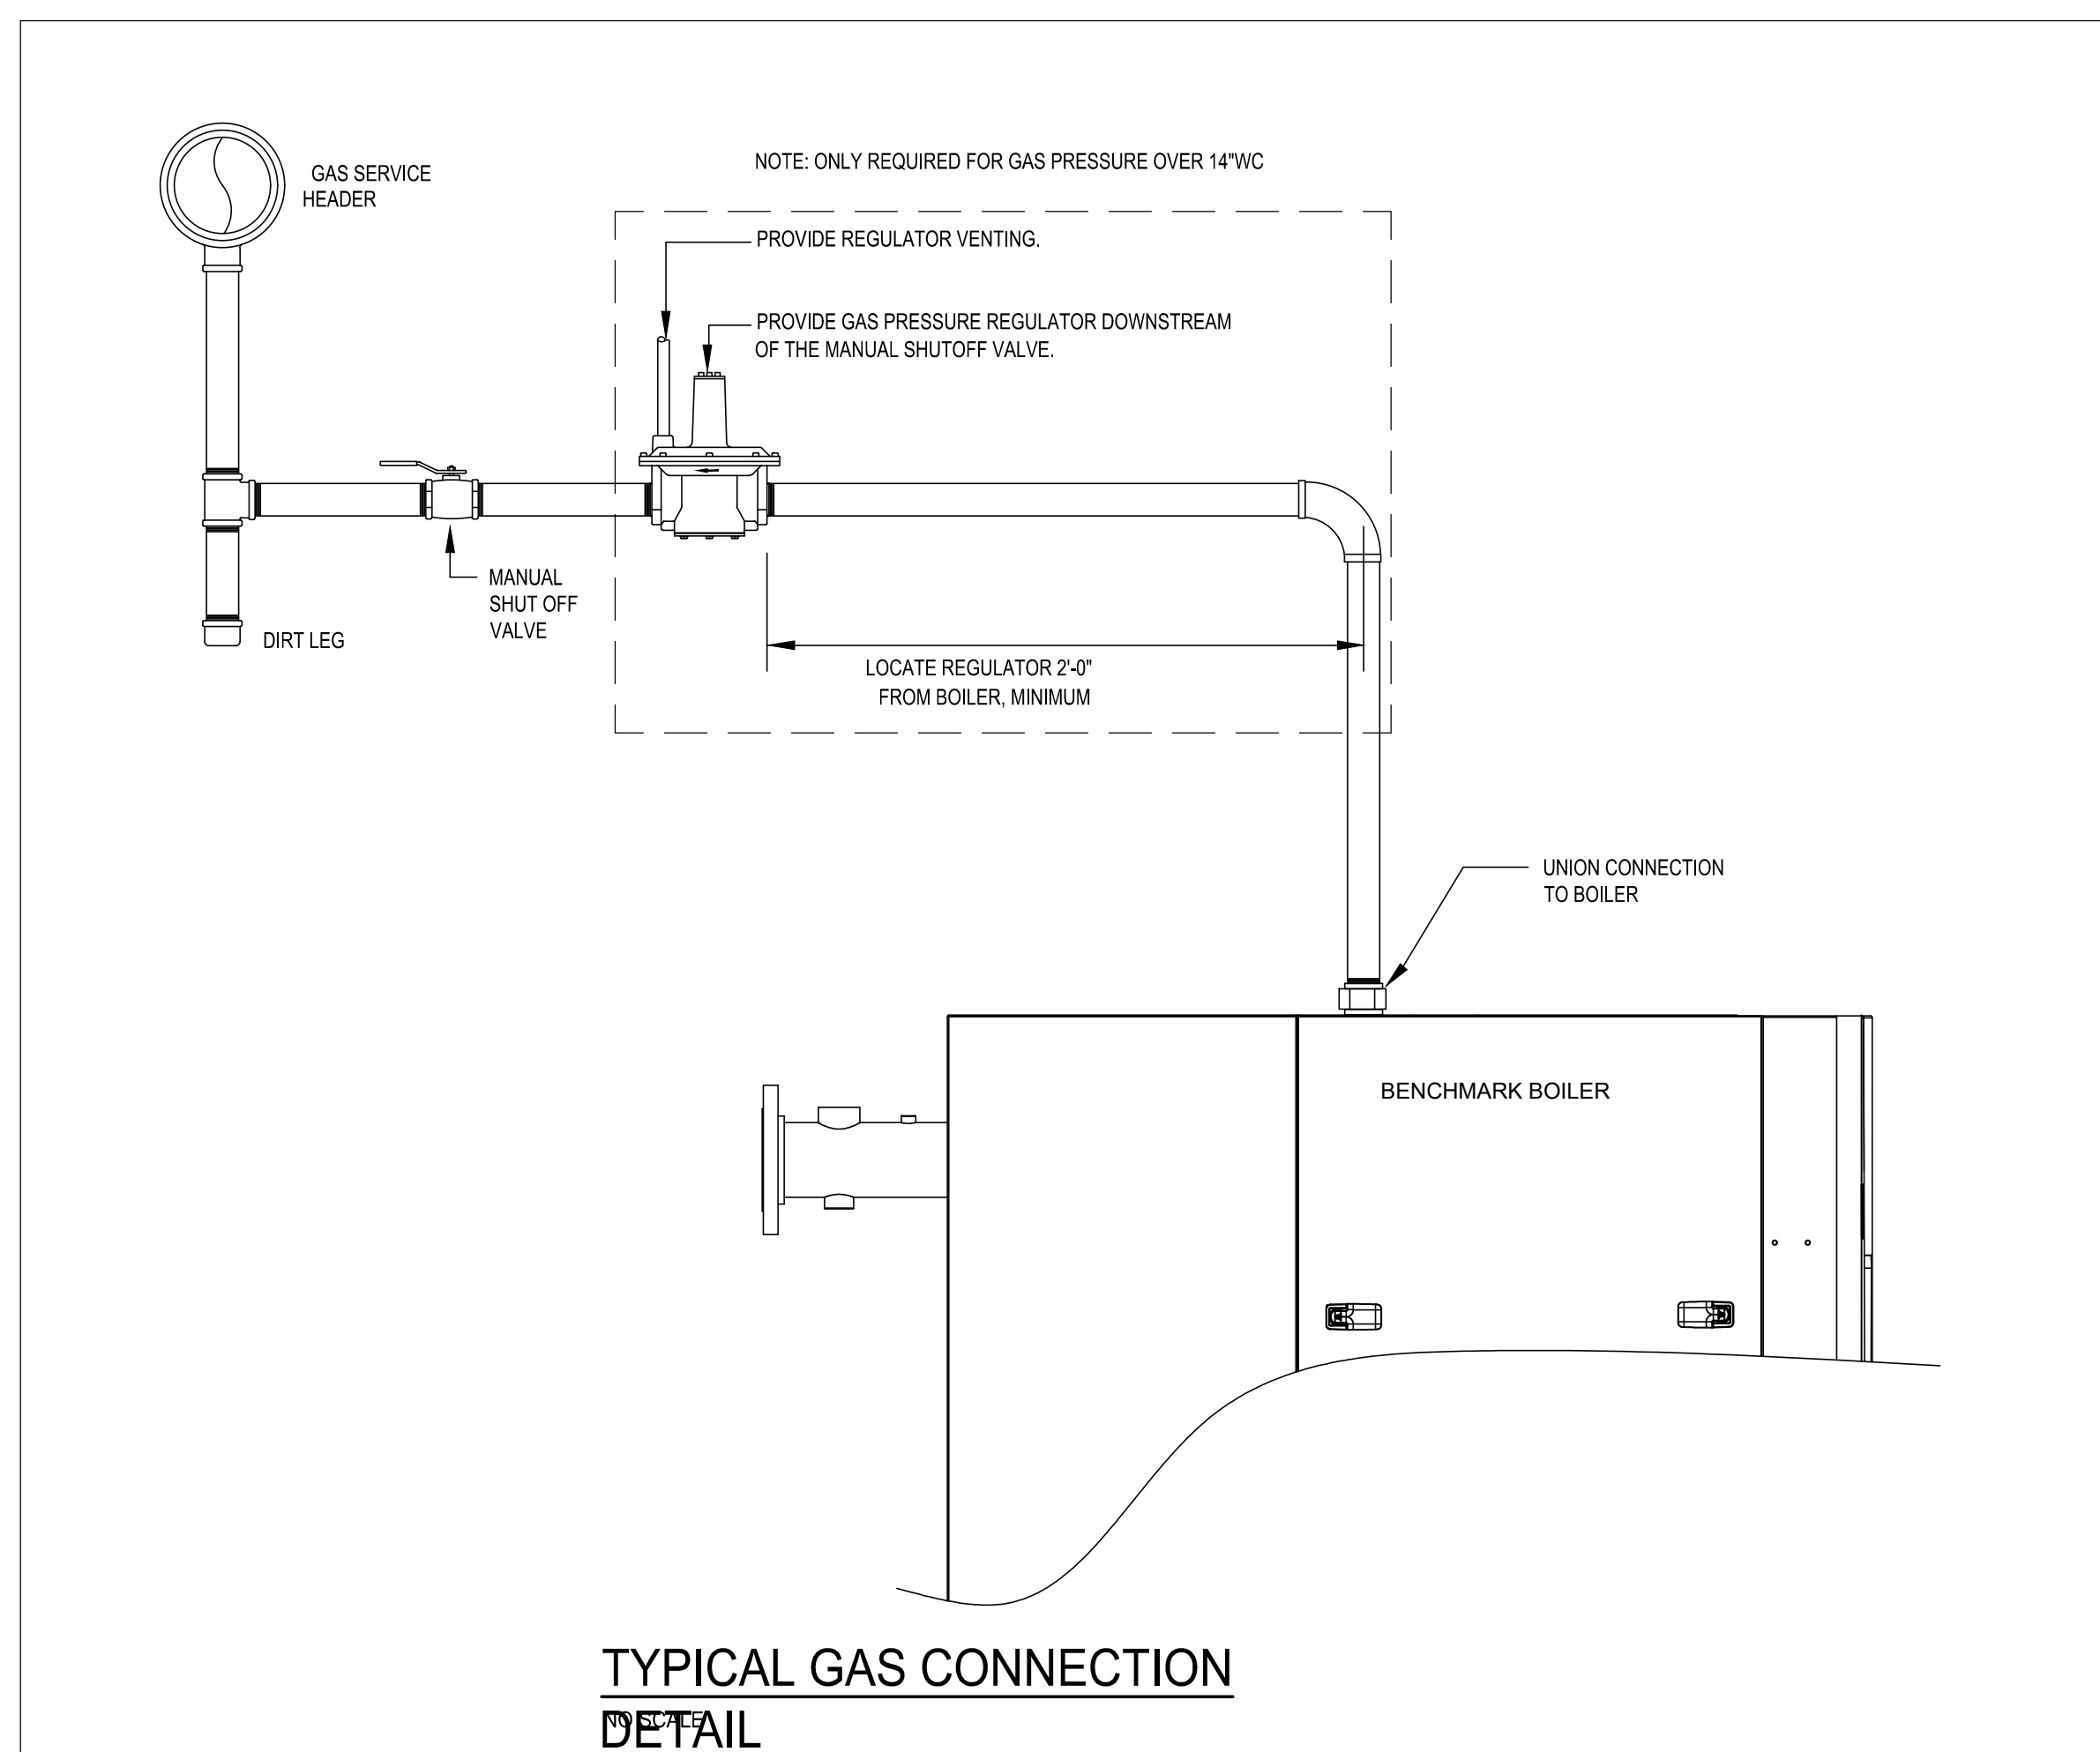 GAS SERVICE
HEADER
NOTE: ONLY REQUIRED FOR GAS PRESSURE OVER 14"WC
PROVIDE REGULATOR VENTING.
PROVIDE GAS PRESSURE REGULATOR DOWNSTREAM
OF THE MANUAL SHUTOFF VALVE.
MANUAL
SHUT OFF
VALVE
DIRT LEG
LOCATE REGULATOR 2'-0"
FROM BOILER, MINIMUM
UNION CONNECTION
TO BOILER
BENCHMARK BOILER
TYPICAL GAS CONNECTION
DETAIL
NO SCALE